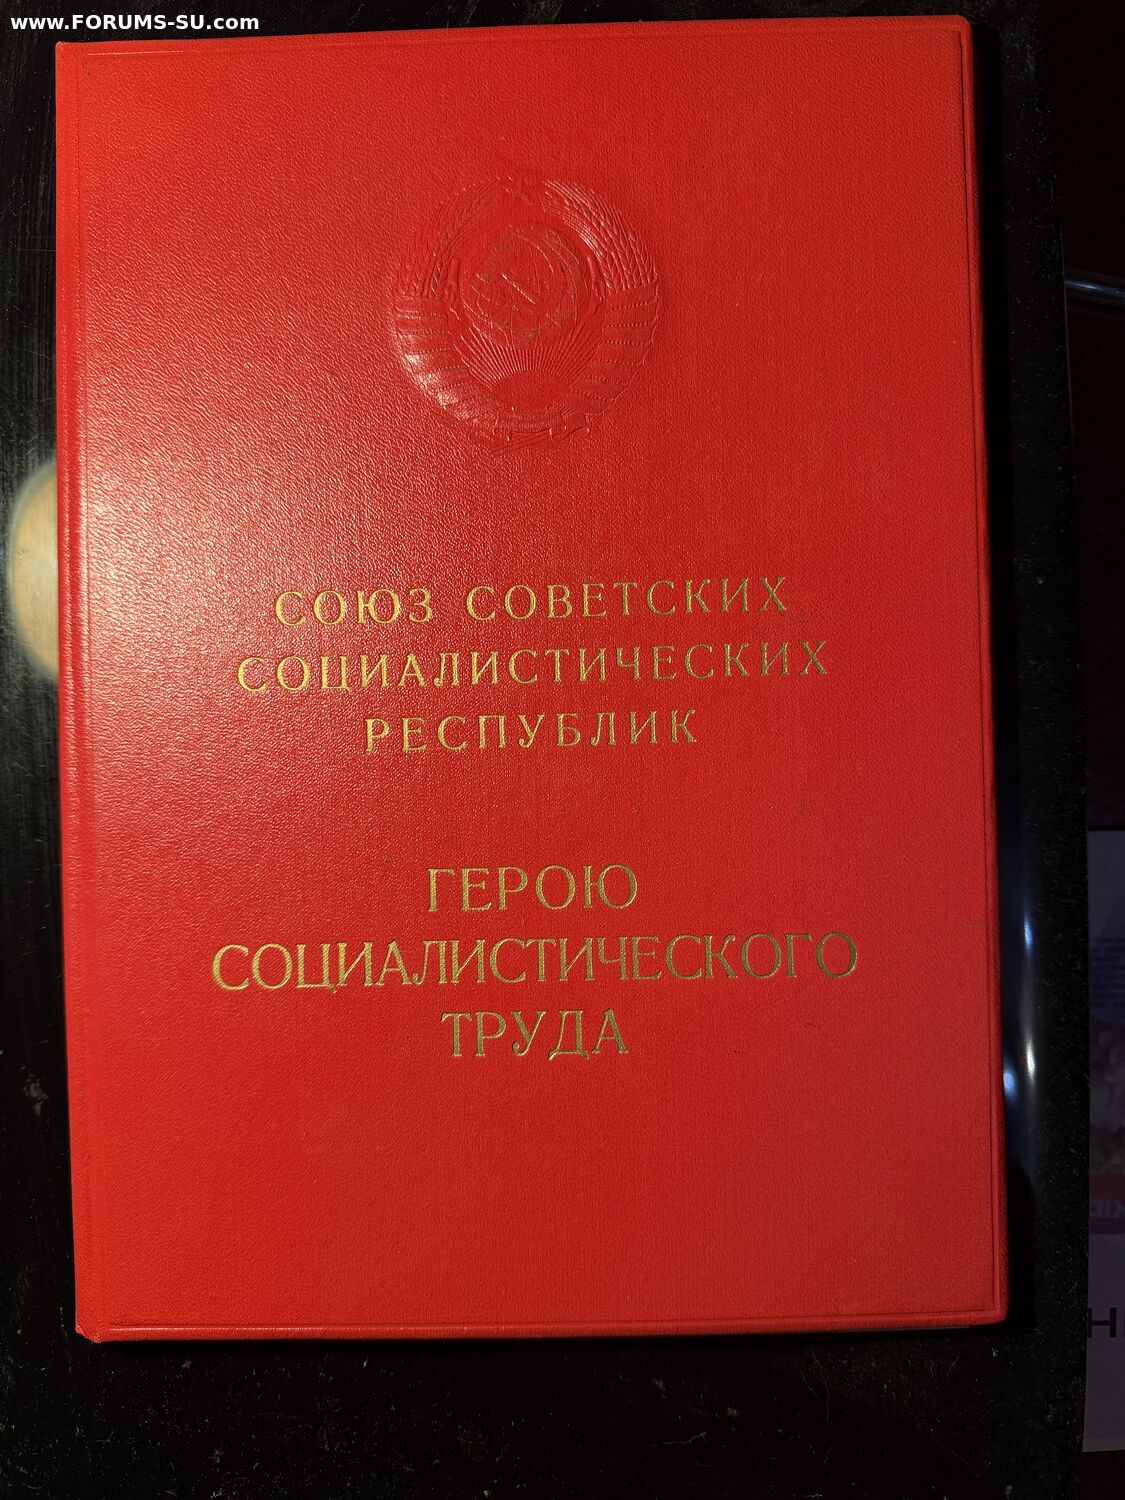 www.FORUMS-SU.com
СОЮЗ СОВЕТСКИХ
СОЦИАЛИСТИЧЕСКИХ
РЕСПУБЛИК
ГЕРОЮ
СОЦИАЛИСТИЧЕСКОГО
ТРУДА